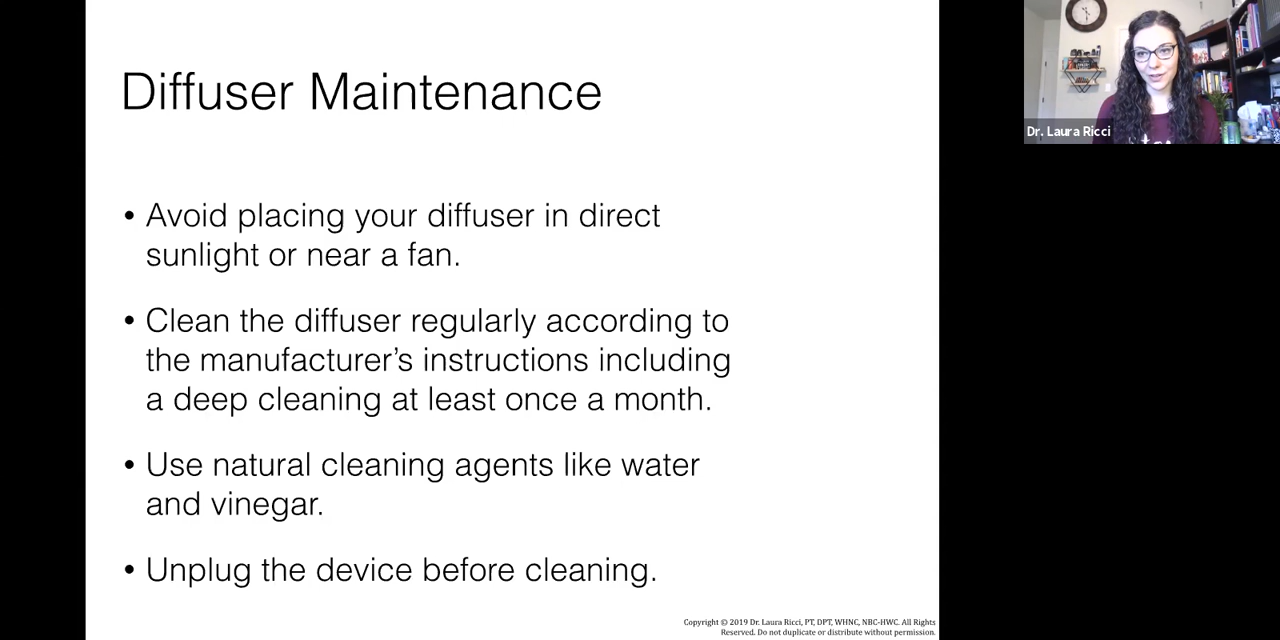 Diffuser Maintenance
• Avoid placing your diffuser in direct
sunlight or near a fan.
• Clean the diffuser regularly according to
the manufacturer’s instructions including
a deep cleaning at least once a month.
• Use natural cleaning agents like water
and vinegar.
• Unplug the device before cleaning.
Copyright © 2019 Dr. Laura Ricci, PT, DPT, WHNC, NBC-HWC. All Rights
Reserved. Do not duplicate or distribute without permission.
Dr. Laura Ricci